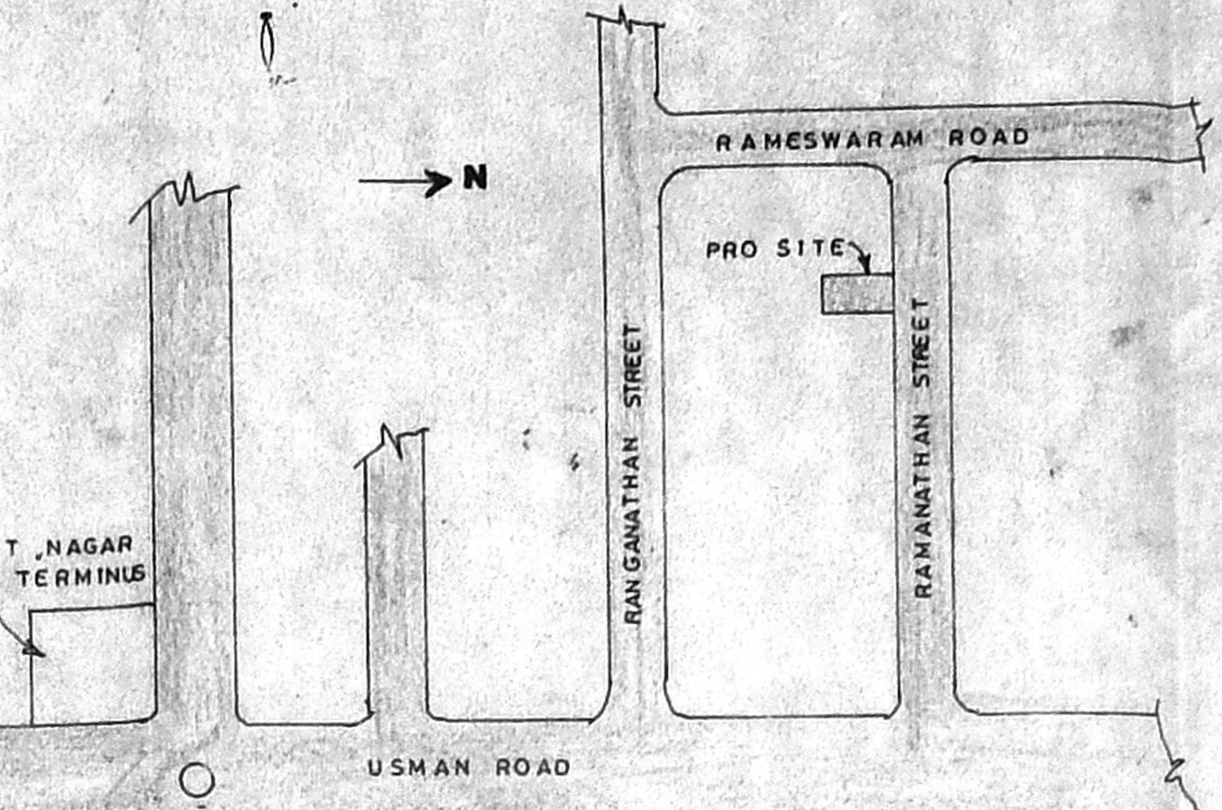 RAMESWARAM ROAD
N
PRO SITE
RANGANATHAN STREET
RAMANATHAN STREET
T. NAGAR
TERMINUS
USMAN ROAD